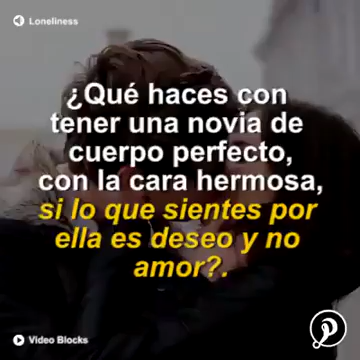 Loneliness
¿Qué haces con
tener una novia de
cuerpo perfecto,
con la cara hermosa,
si lo que sientes por
ella es deseo y no
amor?.
Video Blocks